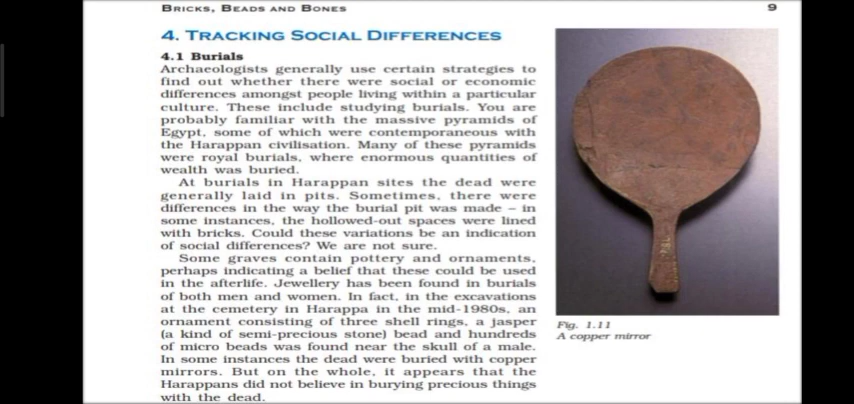 BRICKS, BEADS AND BONES
9
4. TRACKING SOCIAL DIFFERENCES
4.1 Burials
Archaeologists generally use certain strategies to
find out whether there were social or economic
differences amongst people living within a particular
culture. These include studying burials. You are
probably familiar with the massive pyramids of
Egypt, some of which were contemporaneous with
the Harappan civilisation. Many of these pyramids
were royal burials, where enormous quantities of
wealth was buried.
At burials in Harappan sites the dead were
generally laid in pits. Sometimes, there were
differences in the way the burial pit was made – in
some instances, the hollowed-out spaces were lined
with bricks. Could these variations be an indication
of social differences? We are not sure.
Some graves contain pottery and ornaments,
perhaps indicating a belief that these could be used
in the afterlife. Jewellery has been found in burials
of both men and women. In fact, in the excavations
at the cemetery in Harappa in the mid-1980s, an
ornament consisting of three shell rings, a jasper
(a kind of semi-precious stone) bead and hundreds
of micro beads was found near the skull of a male.
In some instances the dead were buried with copper
mirrors. But on the whole, it appears that the
Harappans did not believe in burying precious things
with the dead.
Fig. 1.11
A copper mirror